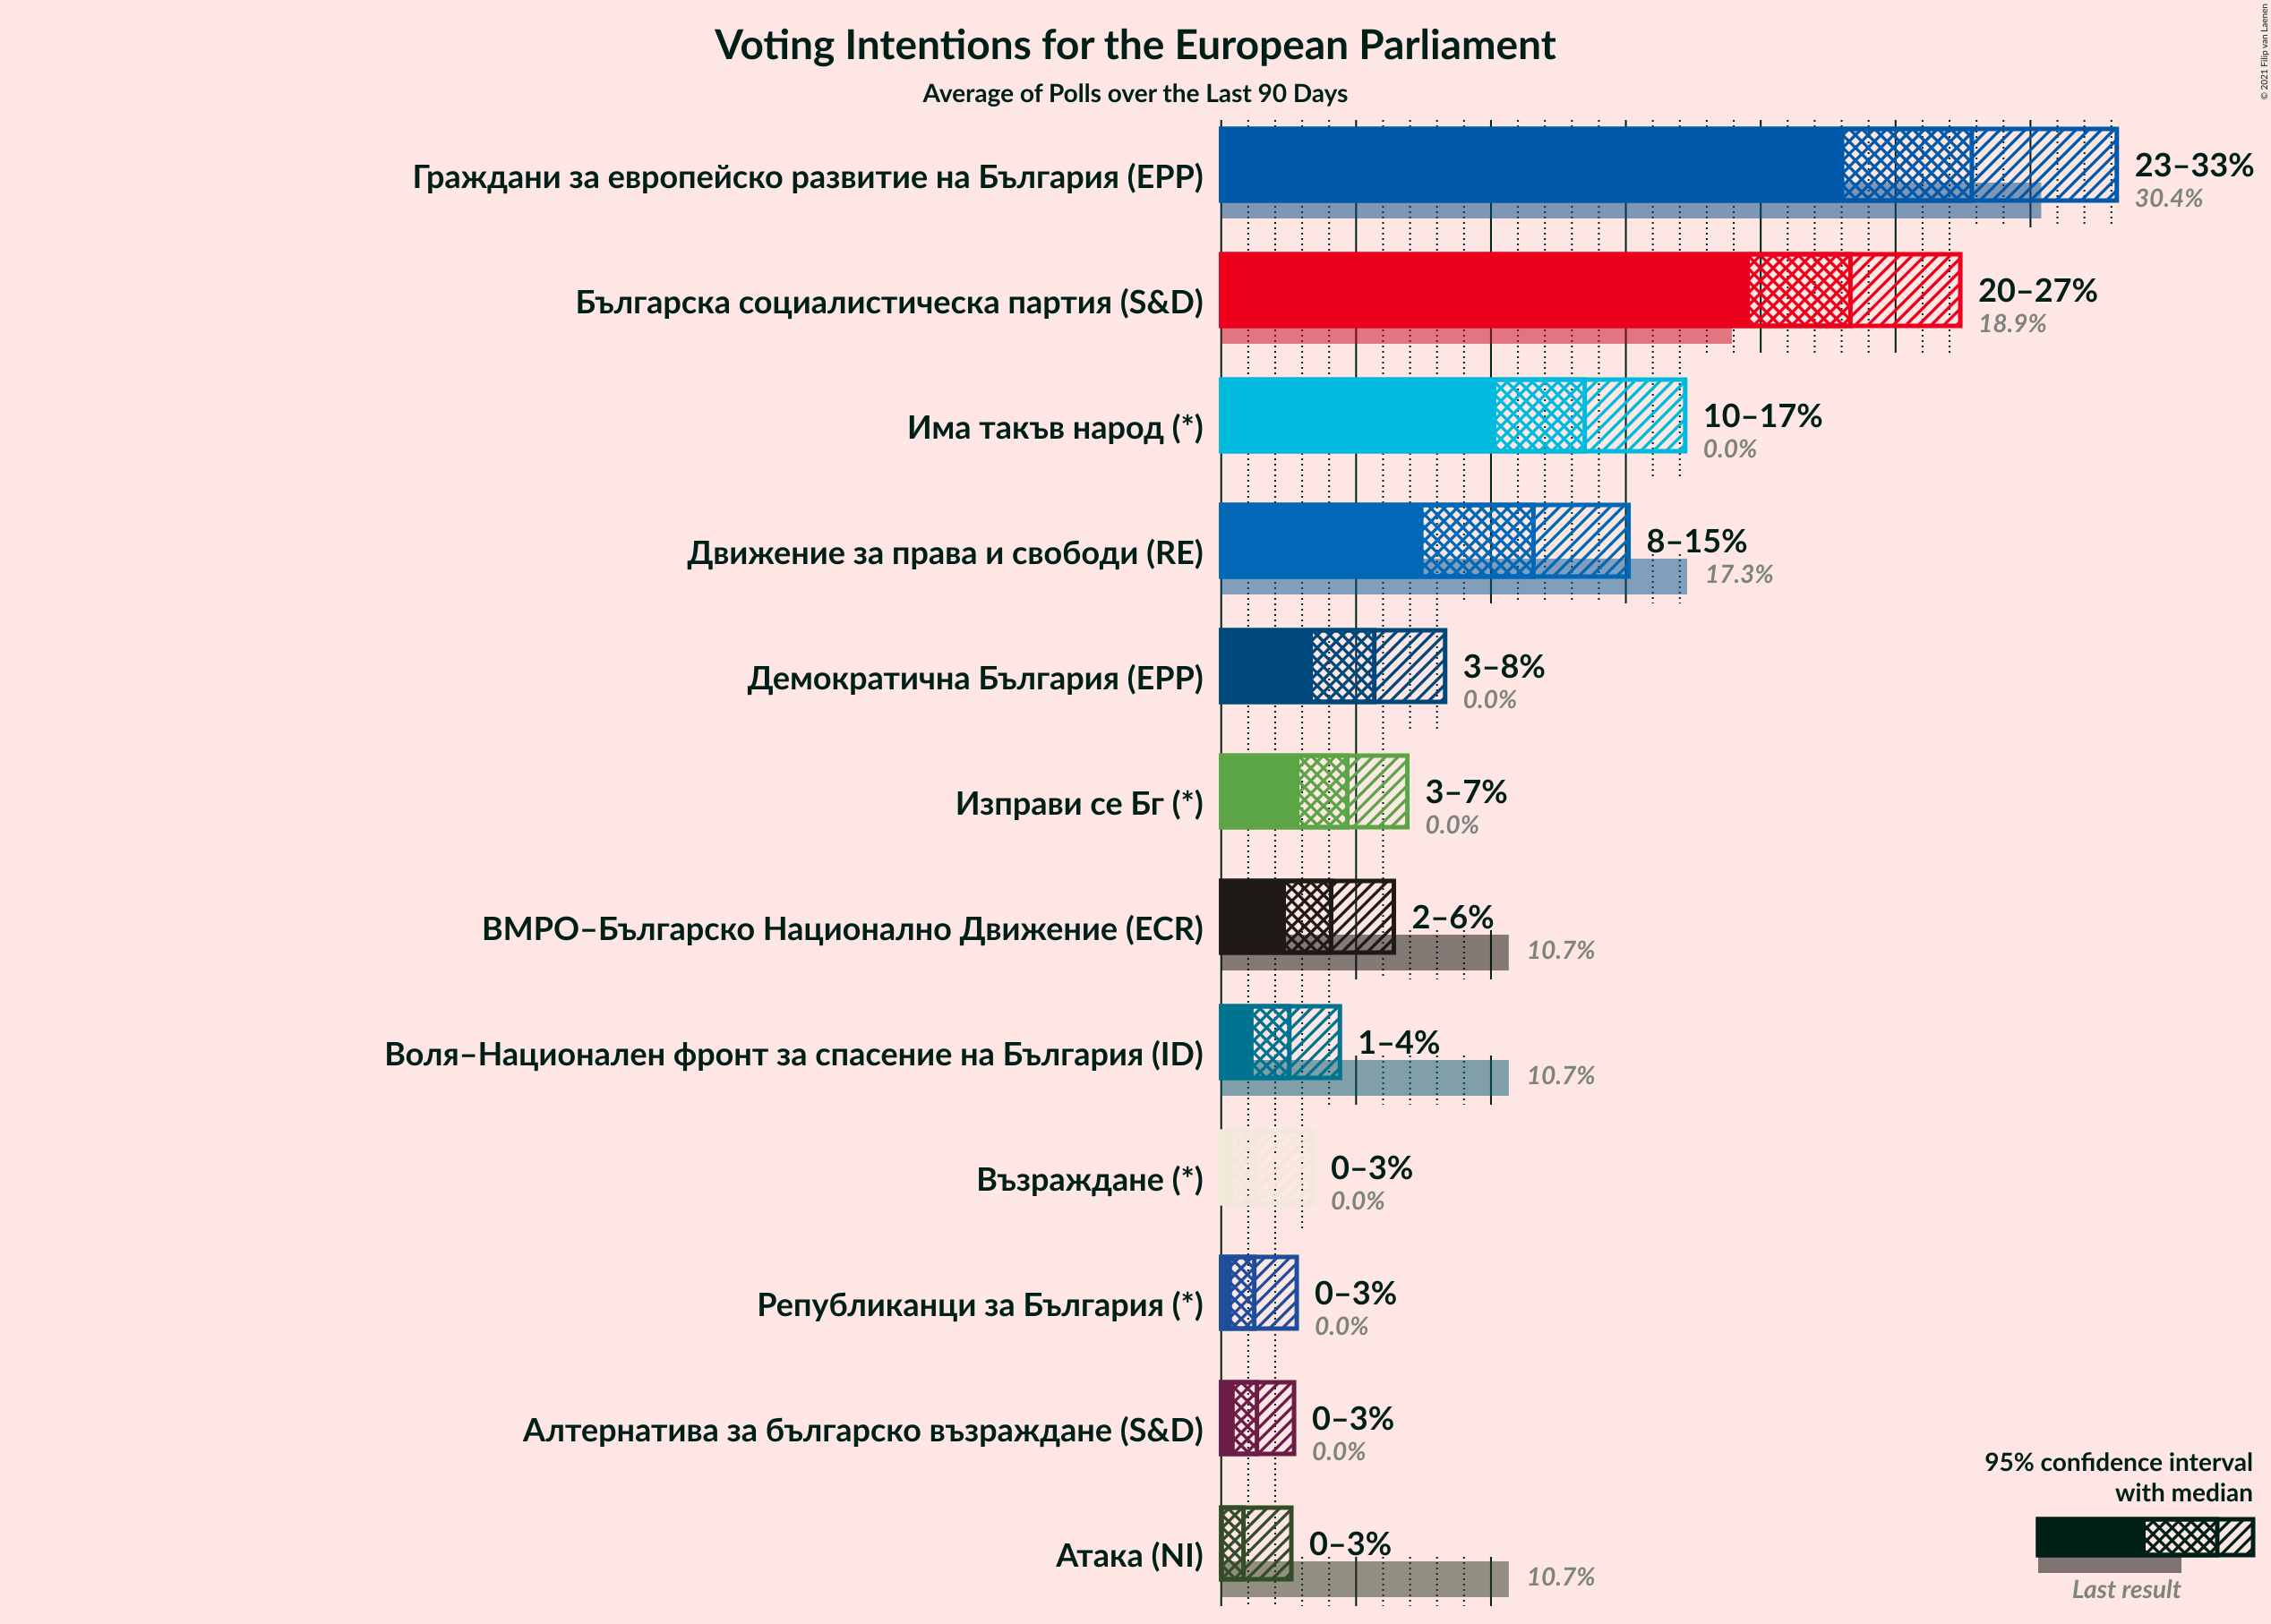 Voting Intentions for the European Parliament
Average of Polls over the Last 90 Days
© 2021 Filip van Laenen
Граждани за европейско развитие на България (EPP)
23–33%
30.4%
Българска социалистическа партия (S&D)
20–27%
18.9%
Има такъв народ (*)
10–17%
0.0%
Движение за права и свободи (RE)
8–15%
17.3%
Демократична България (EPP)
3–8%
0.0%
Изправи се Бг (*)
3–7%
0.0%
ВМРО–Българско Национално Движение (ECR)
2–6%
10.7%
Воля–Национален фронт за спасение на България (ID)
1–4%
10.7%
Възраждане (*)
0–3%
0.0%
Републиканци за България (*)
0–3%
0.0%
Алтернатива за българско възраждане (S&D)
0–3%
0.0%
Атака (NI)
0–3%
10.7%
95% confidence interval
with median
Last result